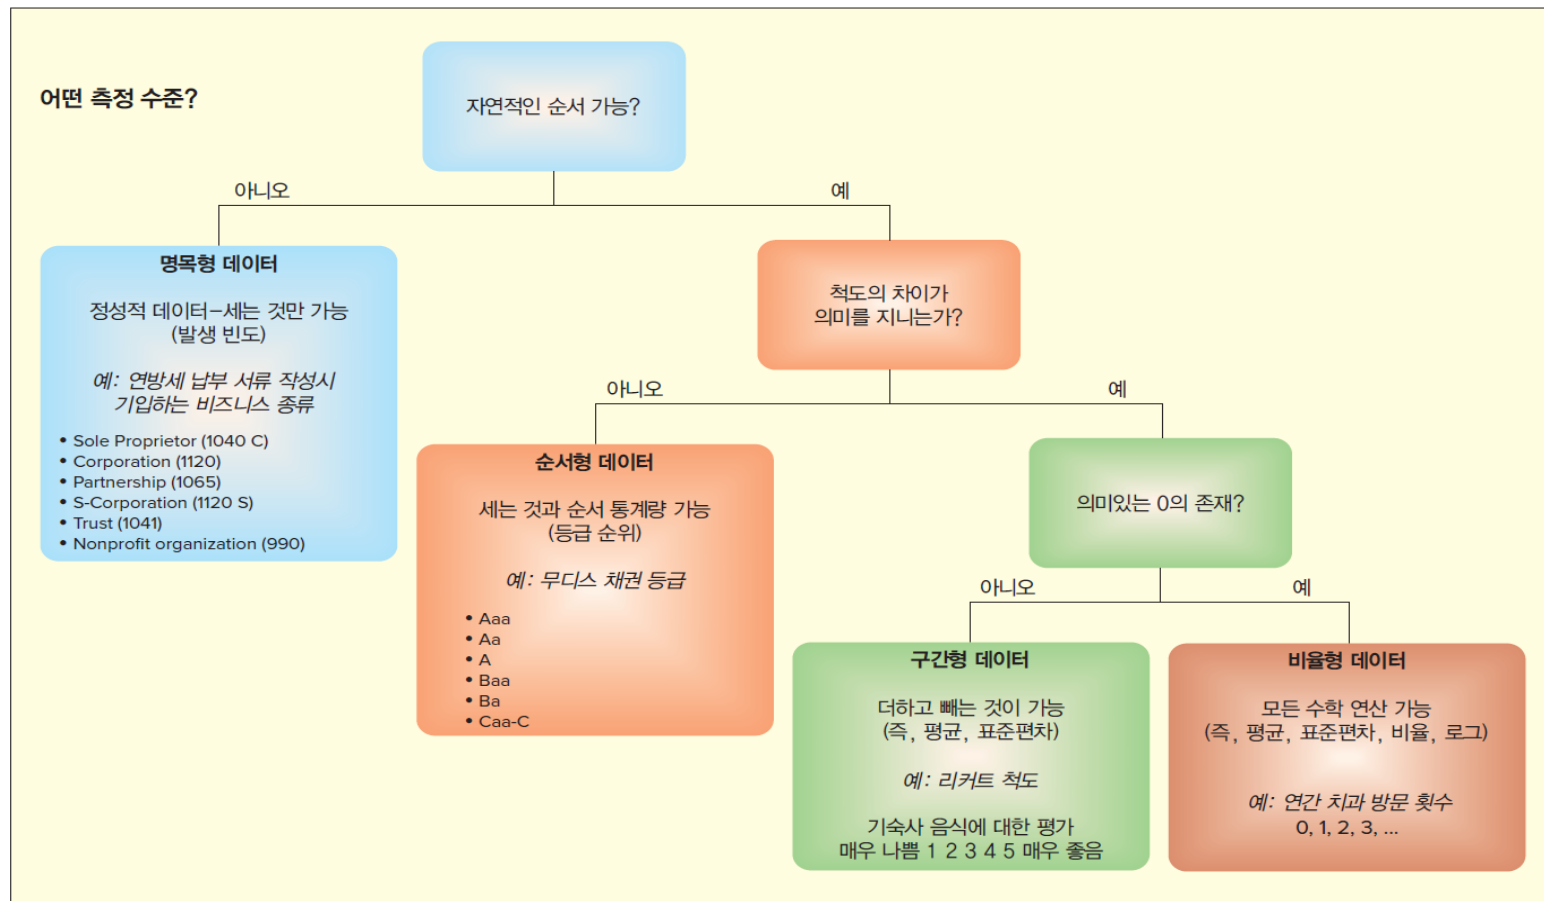 어떤 측정 수준?
자연적인 순서 가능?
아니오
예
명목형 데이터
정성적 데이터-세는 것만 가능
(발생 빈도)
예: 연방세 납부 서류 작성시
기입하는 비즈니스 종류
• Sole Proprietor (1040 C)
• Corporation (1120)
• Partnership (1065)
• S-Corporation (1120 S)
• Trust (1041)
• Nonprofit organization (990)
척도의 차이가
의미를 지니는가?
아니오
예
순서형 데이터
세는 것과 순서 통계량 가능
(등급 순위)
예: 무디스 채권 등급
• Aaa
• Aa
• A
• Baa
• Ba
• Caa-C
의미있는 0의 존재?
아니오
예
구간형 데이터
더하고 빼는 것이 가능
(즉, 평균, 표준편차)
예: 리커트 척도
기숙사 음식에 대한 평가
매우 나쁨 1 2 3 4 5 매우 좋음
비율형 데이터
모든 수학 연산 가능
(즉, 평균, 표준편차, 비율, 로그)
예: 연간 치과 방문 횟수
0, 1, 2, 3, ...